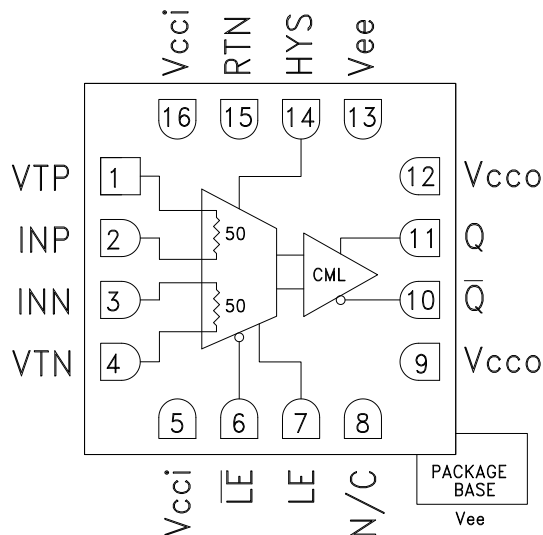 Vcci
RTN
HYS
Vee
16
15
14
13
VTP
1
12
Vcco
INP
2
50
11
Q
CML
INN
3
50
10
Q̅
VTN
4
9
Vcco
5
6
7
8
Vcci
L̅E̅
LE
N/C
PACKAGE
BASE
Vee